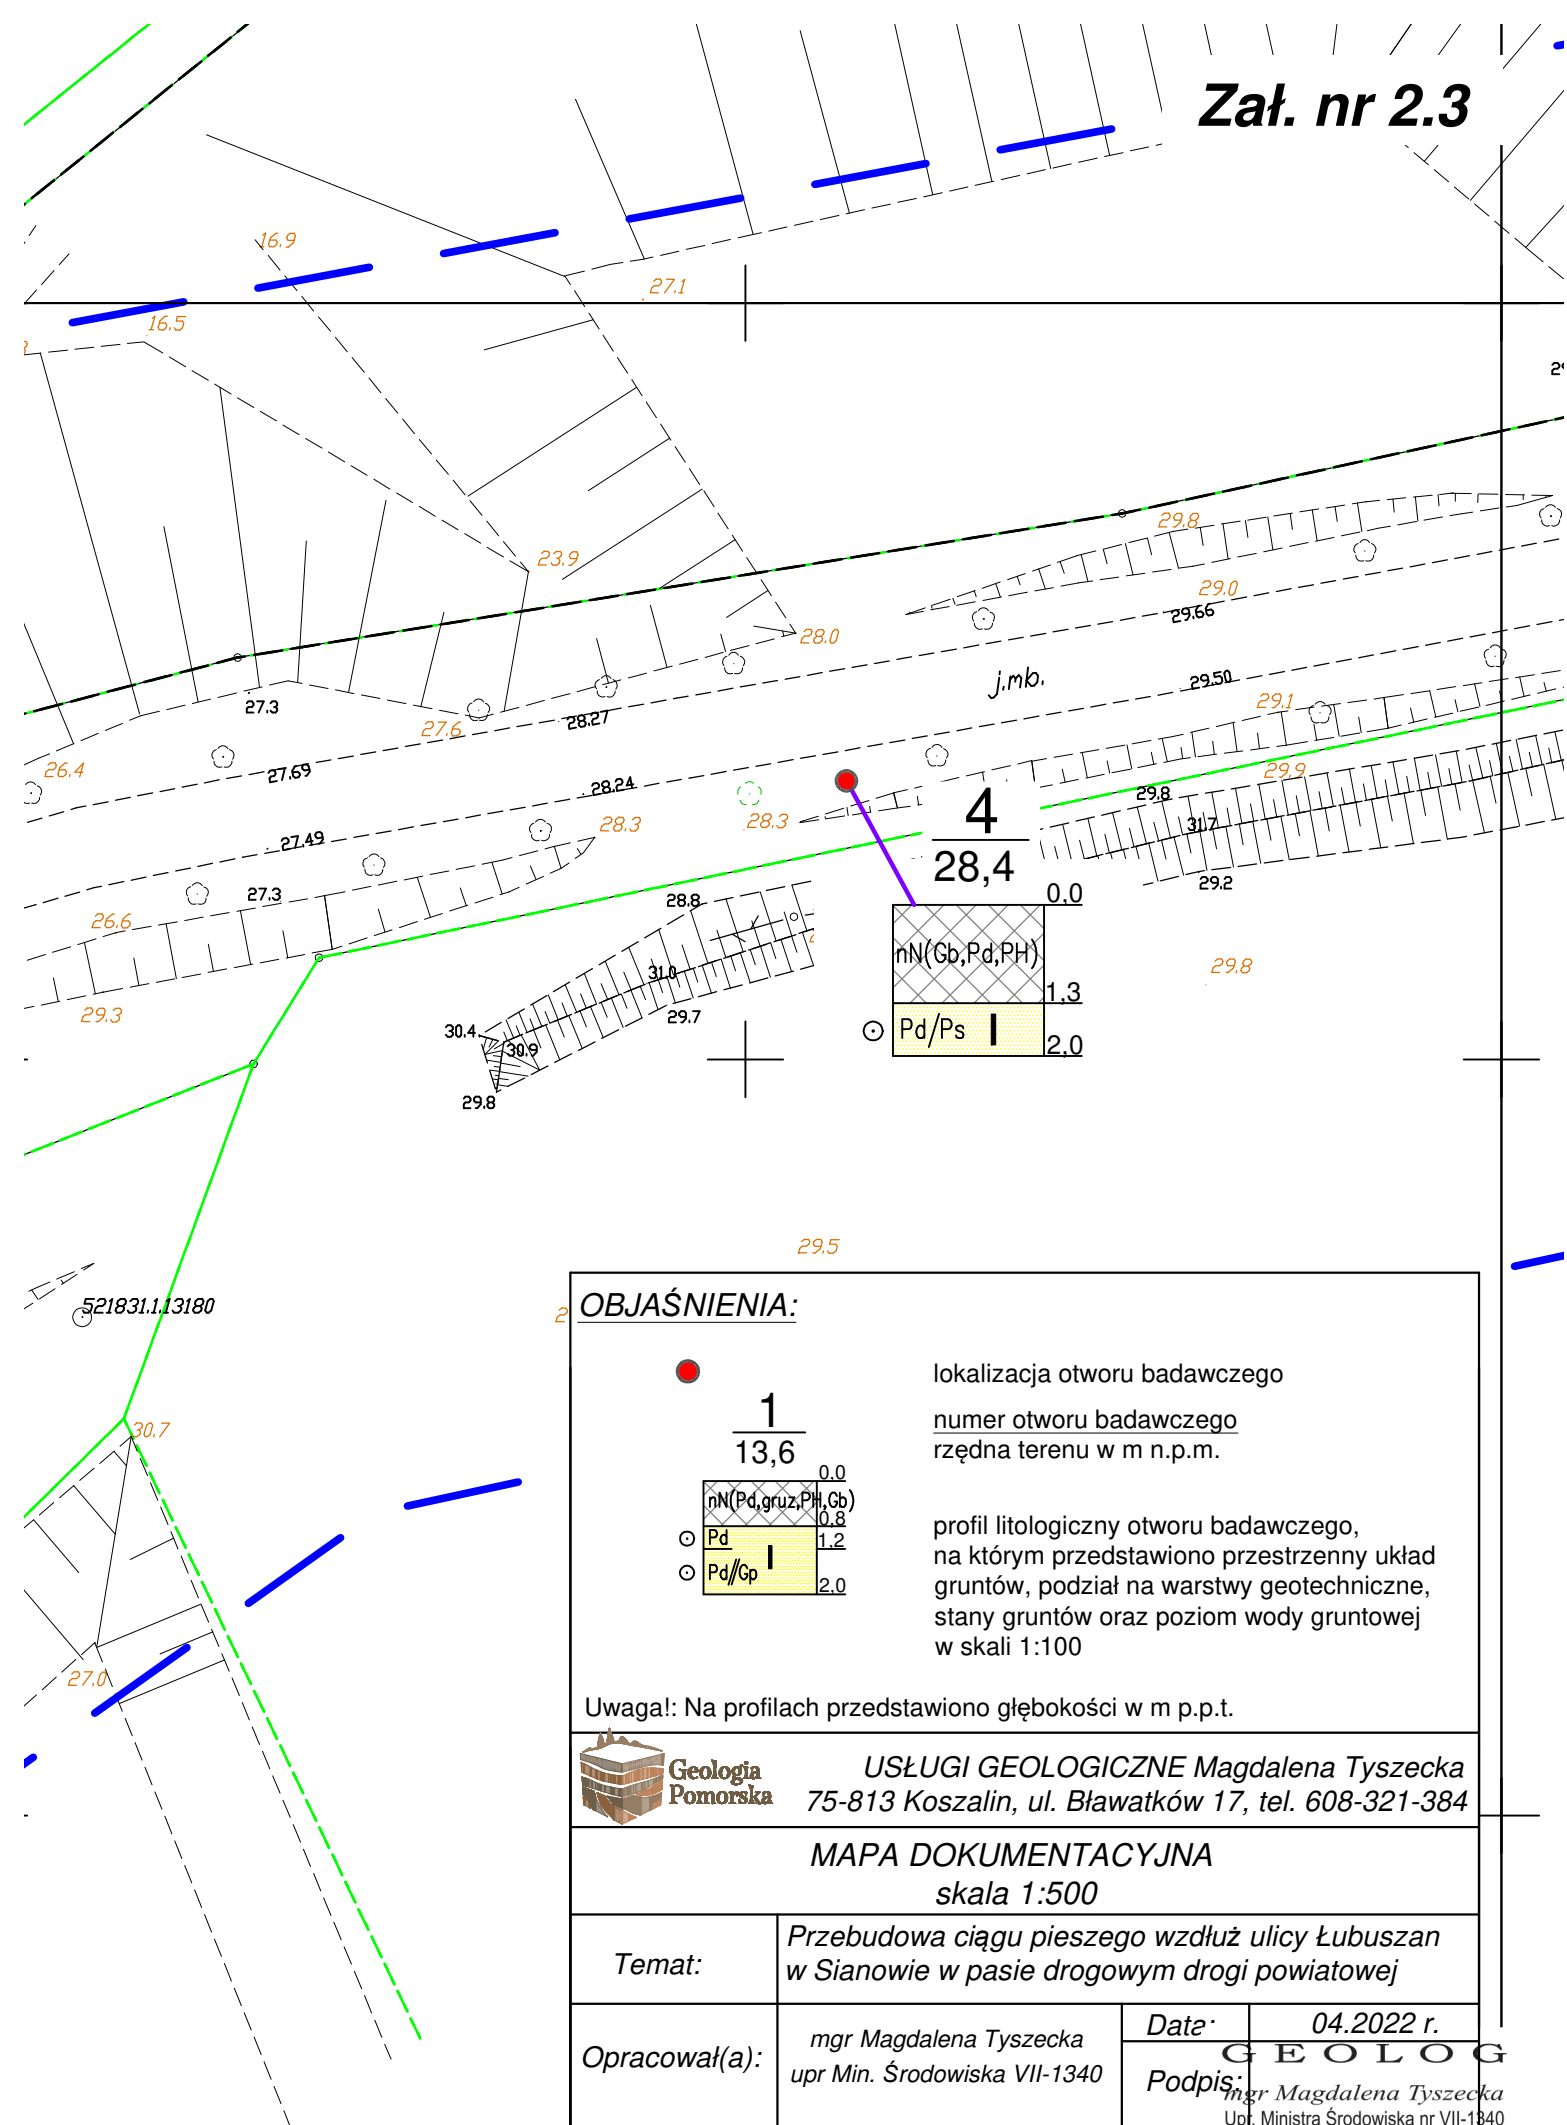 Zał. nr 2.3
16.9
27.1
16.5
23.9
29.8
29.0
29.66
28.0
j.mb.
29.50
29.1
27.3
27.6
28.27
26.4
27.69
28.24
29.9
29.8
28.3
28.3
31.7
27.49
4
28,4
29.2
27.3
28.8
0,0
26.6
nN(Gb,Pd,PH)
29.8
31.0
1,3
29.3
29.7
30.4
30.9
Pd/Ps I
2,0
29.8
29.5
521831.1.13180
OBJAŚNIENIA:
lokalizacja otworu badawczego
1
13,6
numer otworu badawczego
rzędna terenu w m n.p.m.
30.7
0,0
nN(Pd,gruz,PH,Gb)
0,8
Pd
1,2
I
Pd//Gp
2,0
profil litologiczny otworu badawczego,
na którym przedstawiono przestrzenny układ
gruntów, podział na warstwy geotechniczne,
stany gruntów oraz poziom wody gruntowej
w skali 1:100
27.0
Uwaga!: Na profilach przedstawiono głębokości w m p.p.t.
Geologia
Pomorska
USŁUGI GEOLOGICZNE Magdalena Tyszecka
75-813 Koszalin, ul. Bławatków 17, tel. 608-321-384
MAPA DOKUMENTACYJNA
skala 1:500
Temat:
Przebudowa ciągu pieszego wzdłuż ulicy Łubuszan
w Sianowie w pasie drogowym drogi powiatowej
Opracował(a):
mgr Magdalena Tyszecka
upr Min. Środowiska VII-1340
Data:
04.2022 r.
Podpis:
GEOLOG
mgr Magdalena Tyszecka
Upr. Ministra Środowiska nr VII-1340